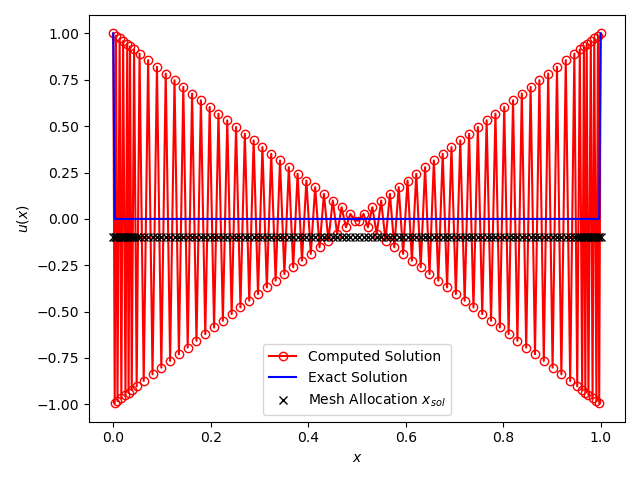 1.00
0.75
0.50
0.25
0.00
−0.25
−0.50
−0.75
−1.00
u(x)
Computed Solution
Exact Solution
Mesh Allocation x_sol
0.0 0.2 0.4 0.6 0.8 1.0
x